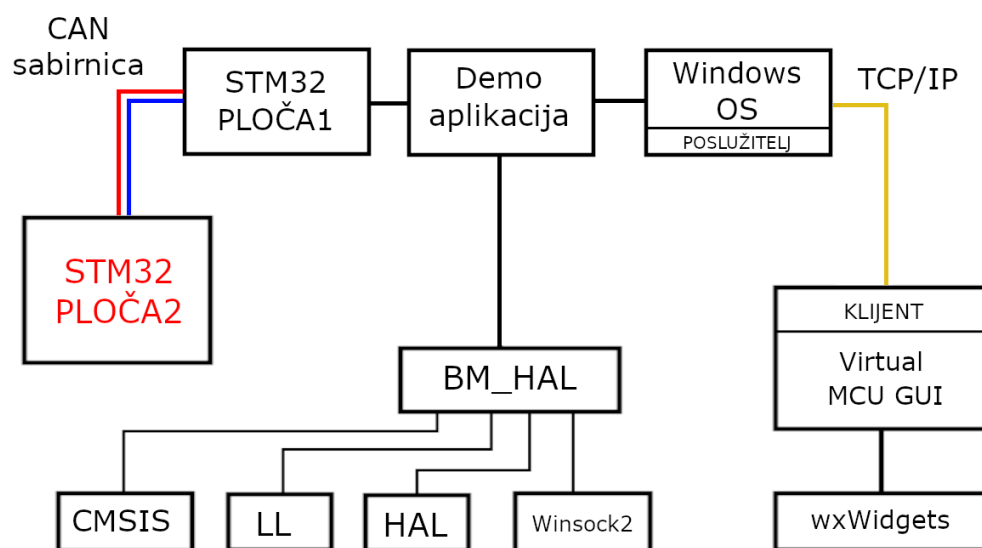 CAN
sabirnica
STM32
PLOČA1
Demo
aplikacija
Windows
OS
POSLUŽITELJ
TCP/IP
STM32
PLOČA2
KLIJENT
Virtual
MCU GUI
BM_HAL
CMSIS
LL
HAL
Winsock2
wxWidgets